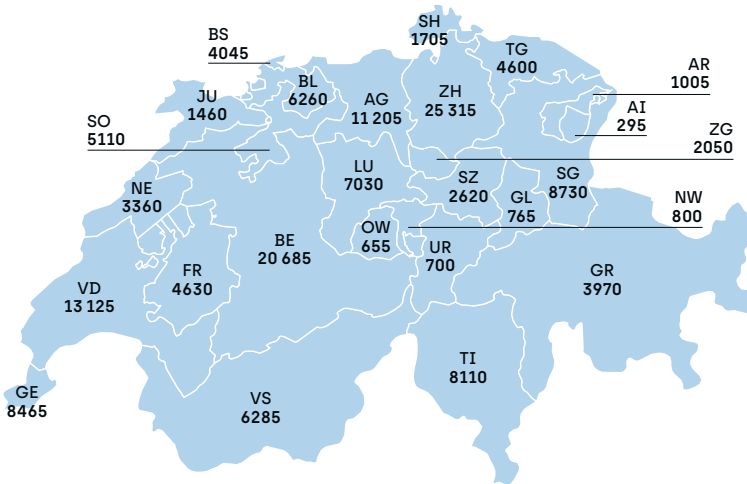 SH
1705
BS
4045
TG
4600
AR
1005
BL
6260
ZH
25 315
JU
1460
AG
11 205
AI
295
SO
5110
ZG
2050
LU
7030
SZ
2620
SG
8730
NE
3360
GL
765
NW
800
OW
655
BE
20 685
UR
700
FR
4630
GR
3970
VD
13 125
TI
8110
GE
8465
VS
6285